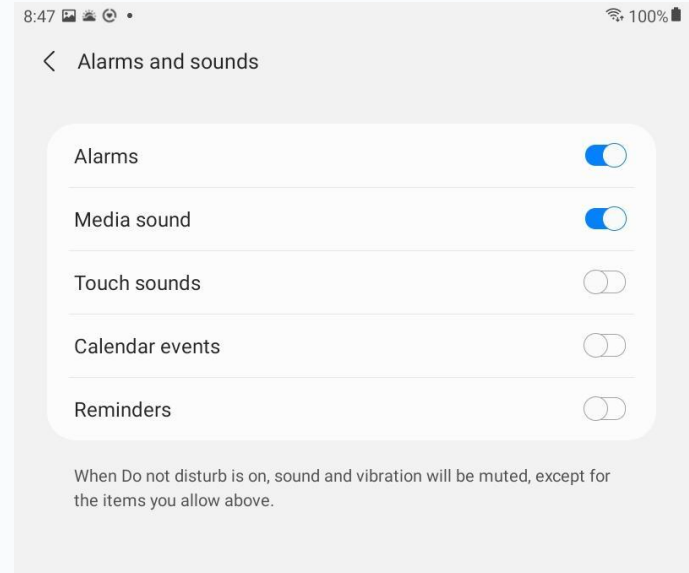 8:47 100%
Alarms and sounds
Alarms
Media sound
Touch sounds
Calendar events
Reminders
When Do not disturb is on, sound and vibration will be muted, except for
the items you allow above.